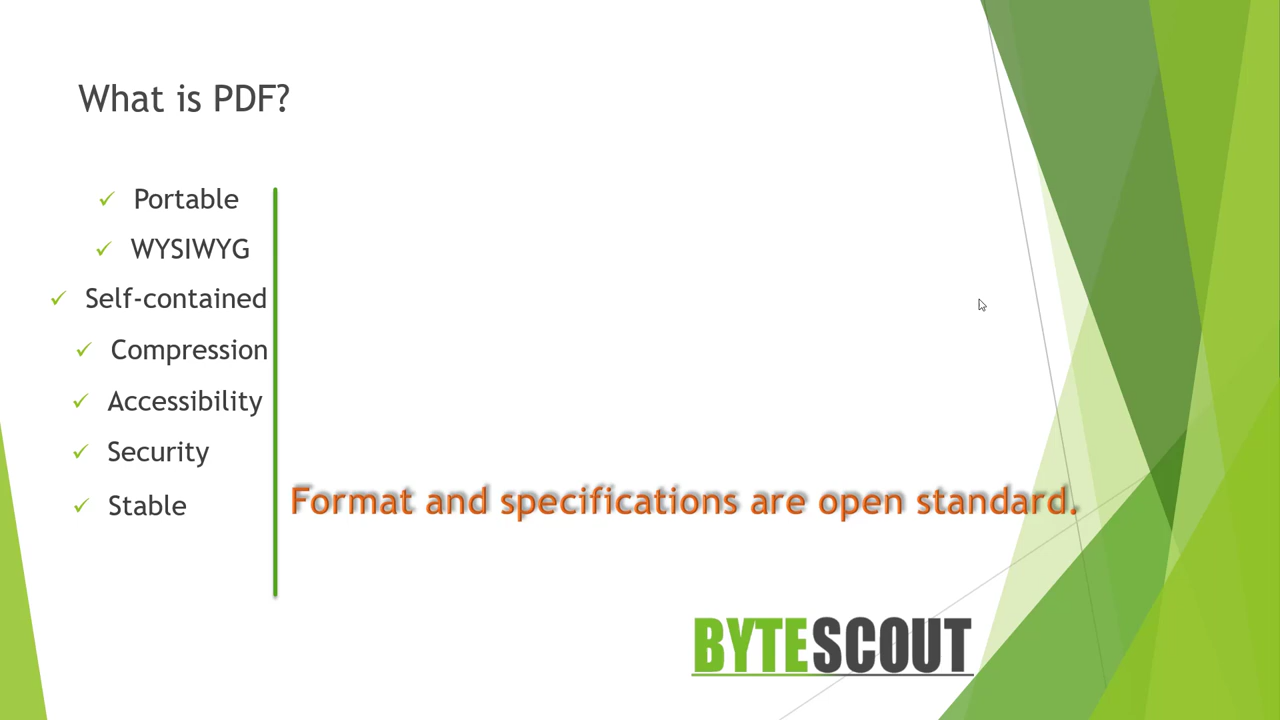 What is PDF?
Portable
WYSIWYG
Self-contained
Compression
Accessibility
Security
Stable
Format and specifications are open standard.
BYTESCOUT